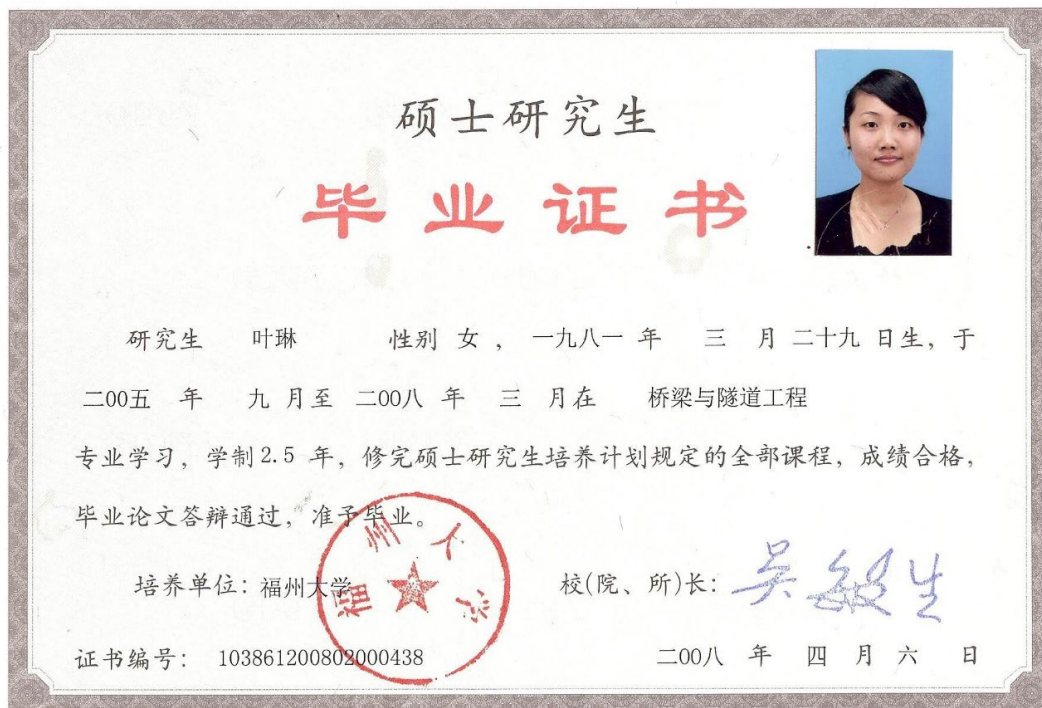 硕士研究生
毕业证书
研究生 叶琳 性别 女 ， 一九八一 年 三 月 二十九 日生，于
二00五 年 九 月至 二00八 年 三 月在 桥梁与隧道工程
专业学习，学制 2.5 年，修完硕士研究生培养计划规定的全部课程，成绩合格，
毕业论文答辩通过，准予毕业。
培养单位：福州大学
福州大学
校(院、所)长：吴敏生
证书编号： 103861200802000438
二00八 年 四 月 六 日